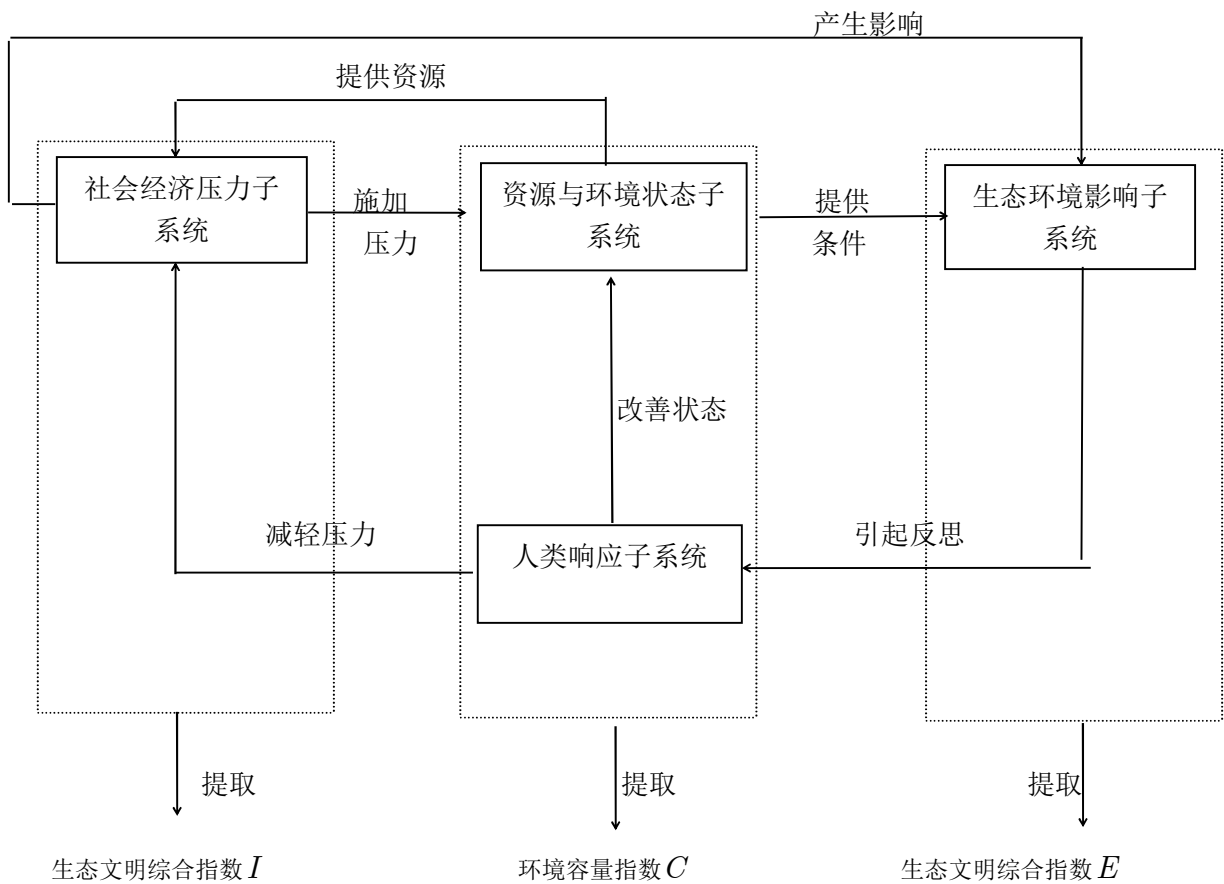 产生影响
提供资源
社会经济压力子
系统
施加
压力
资源与环境状态子
系统
提供
条件
生态环境影响子
系统
改善状态
减轻压力
人类响应子系统
引起反思
提取
提取
提取
生态文明综合指数 I
环境容量指数 C
生态文明综合指数 E